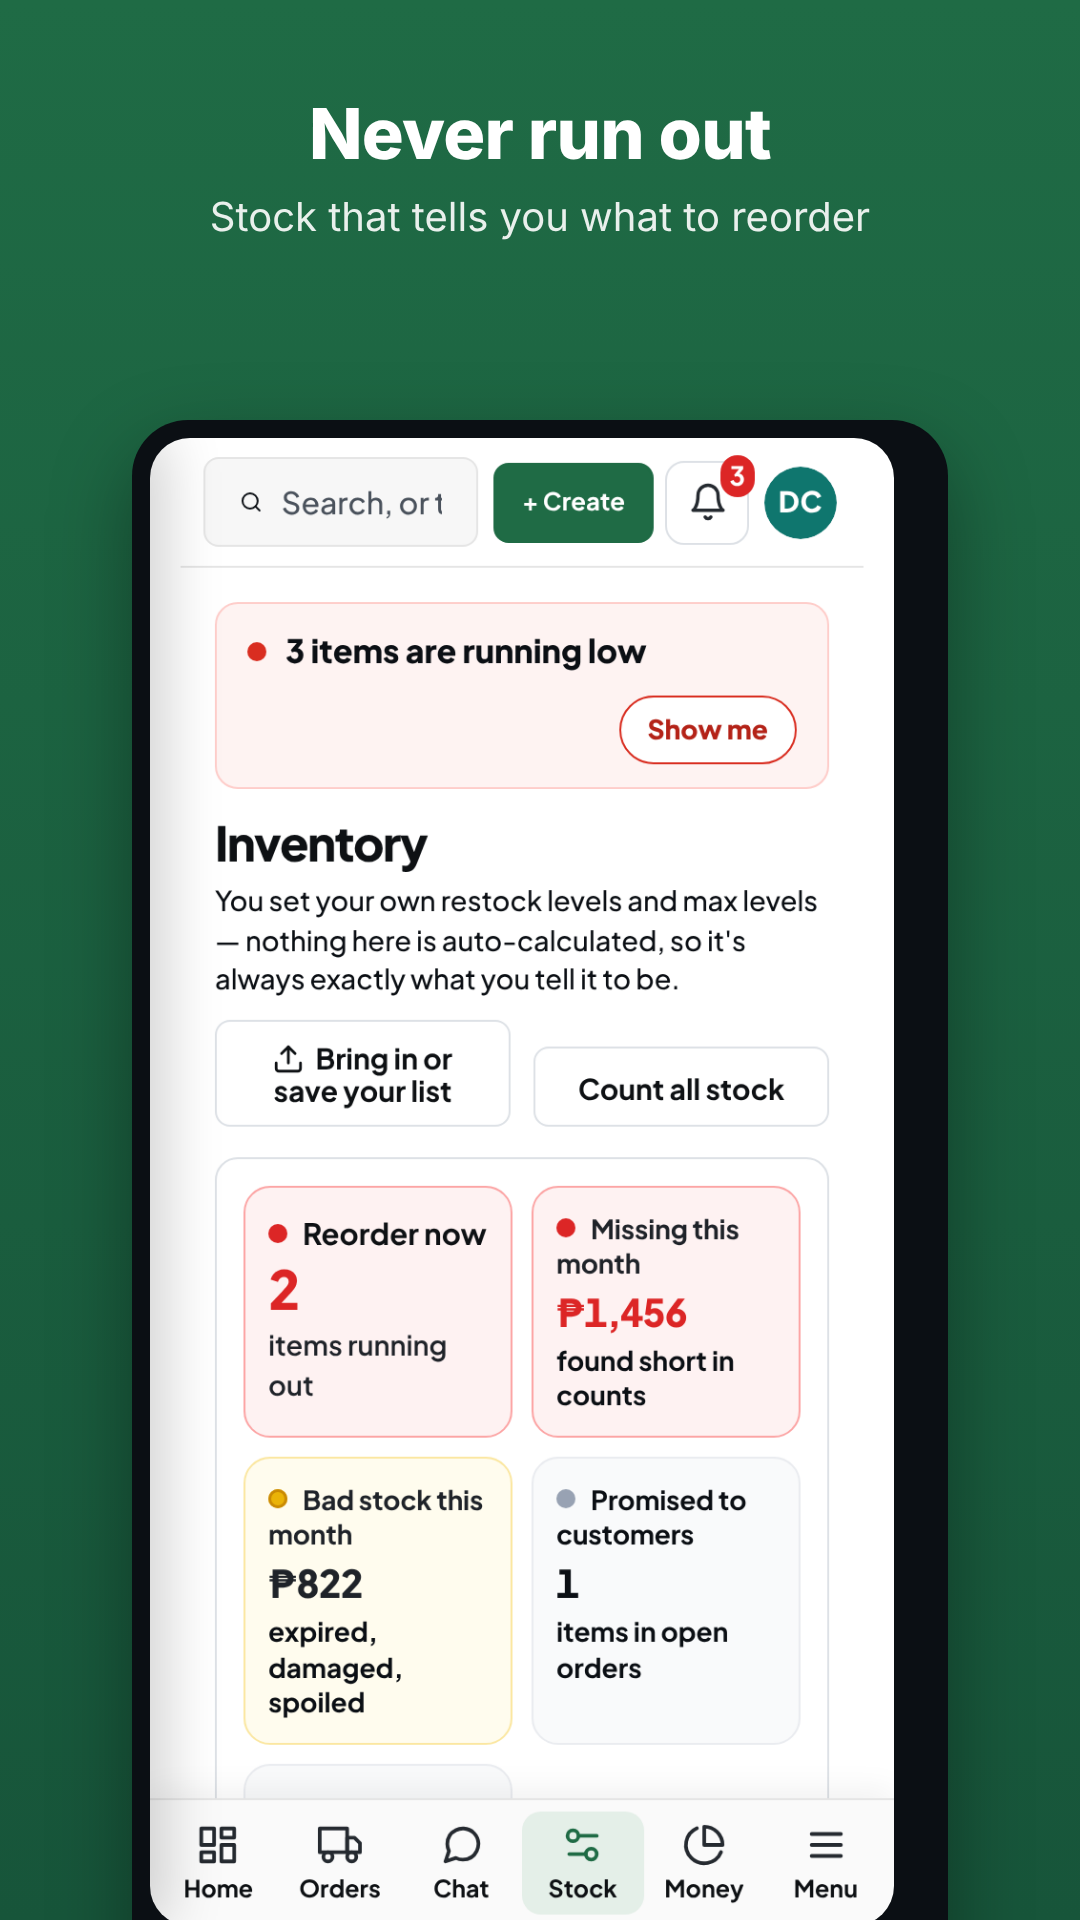 Never run out
Stock that tells you what to reorder
Search, or t
+ Create
3
DC
3 items are running low
Show me
Inventory
You set your own restock levels and max levels
— nothing here is auto-calculated, so it's
always exactly what you tell it to be.
Bring in or
save your list
Count all stock
Reorder now
2
items running
out
Missing this
month
₱1,456
found short in
counts
Bad stock this
month
₱822
expired,
damaged,
spoiled
Promised to
customers
1
items in open
orders
Home
Orders
Chat
Stock
Money
Menu